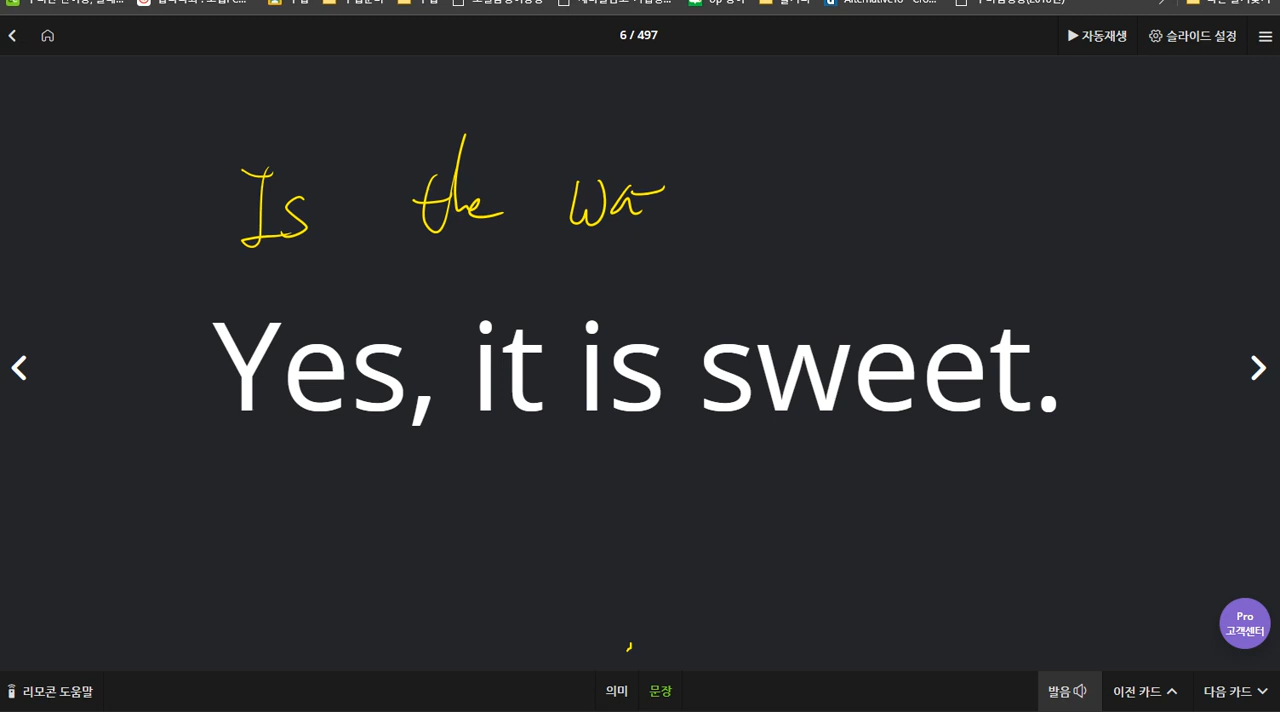 6 / 497
▶ 자동재생
슬라이드 설정
Is the wa
Yes, it is sweet.
Pro
고객센터
리모콘 도움말
의미
문장
발음
이전 카드
다음 카드